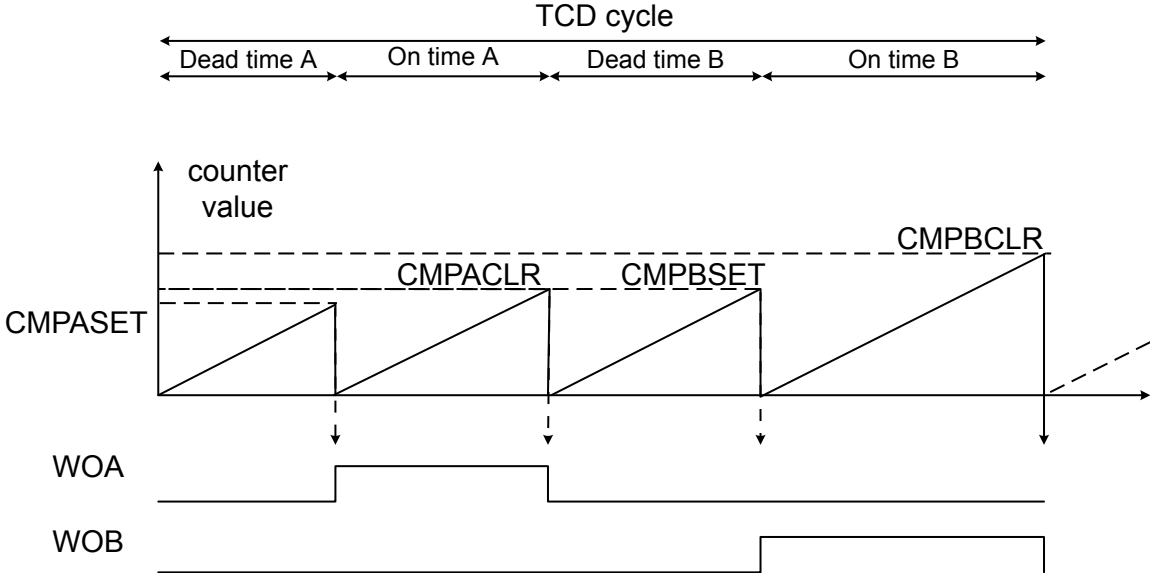 TCD cycle
Dead time A
On time A
Dead time B
On time B
counter
value
CMPBCLR
CMPACLR
CMPBSET
CMPASET
WOA
WOB